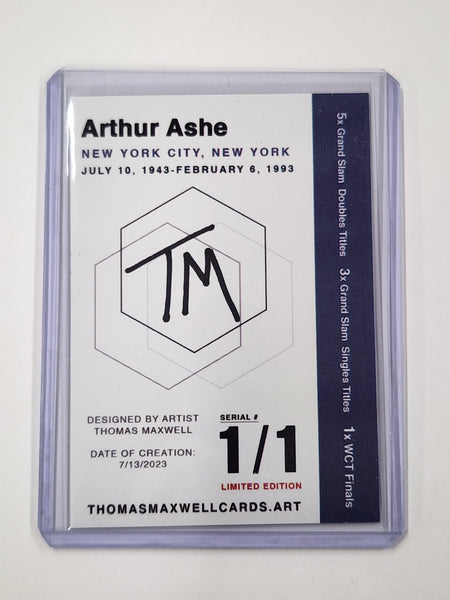 Arthur Ashe
NEW YORK CITY, NEW YORK
JULY 10, 1943-FEBRUARY 6, 1993
TM
DESIGNED BY ARTIST
THOMAS MAXWELL
DATE OF CREATION:
7/13/2023
SERIAL #
1/1
LIMITED EDITION
THOMASMAXWELLCARDS.ART
5x Grand Slam Doubles Titles 3x Grand Slam Singles Titles 1x WCT Finals